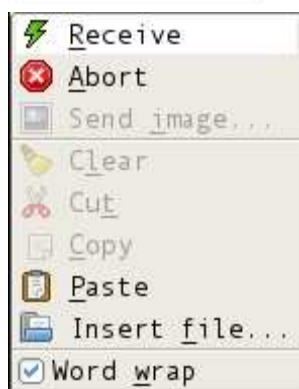 Receive
Abort
Send image...
Clear
Cut
Copy
Paste
Insert file...
Word wrap